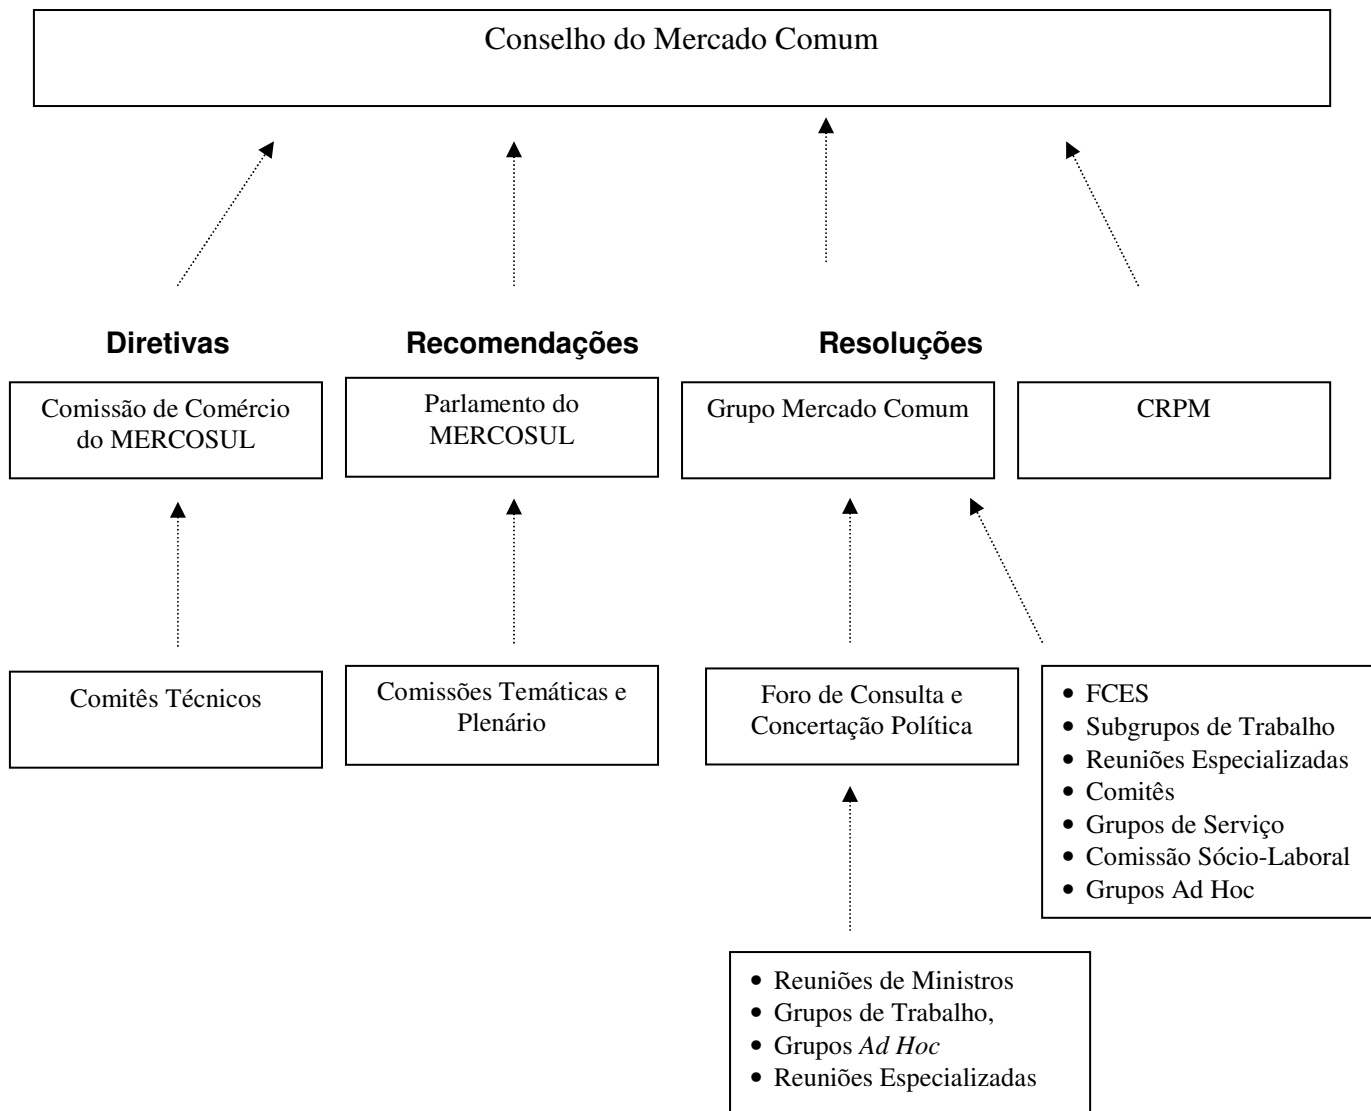 Conselho do Mercado Comum
Diretivas
Recomendações
Resoluções
Comissão de Comércio
do MERCOSUL
Parlamento do
MERCOSUL
Grupo Mercado Comum
CRPM
Comitês Técnicos
Comissões Temáticas e
Plenário
Foro de Consulta e
Concertação Política
• FCES
• Subgrupos de Trabalho
• Reuniões Especializadas
• Comitês
• Grupos de Serviço
• Comissão Sócio-Laboral
• Grupos Ad Hoc
• Reuniões de Ministros
• Grupos de Trabalho,
• Grupos Ad Hoc
• Reuniões Especializadas